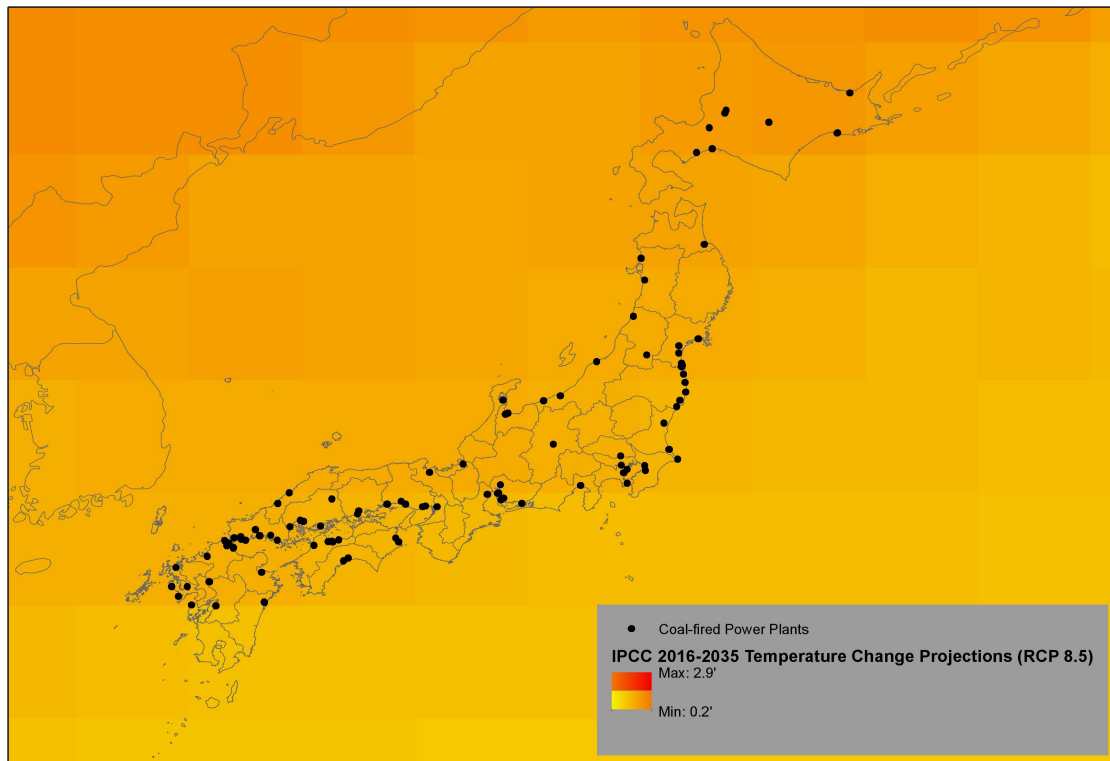 Coal-fired Power Plants
IPCC 2016-2035 Temperature Change Projections (RCP 8.5)
Max: 2.9'
Min: 0.2'